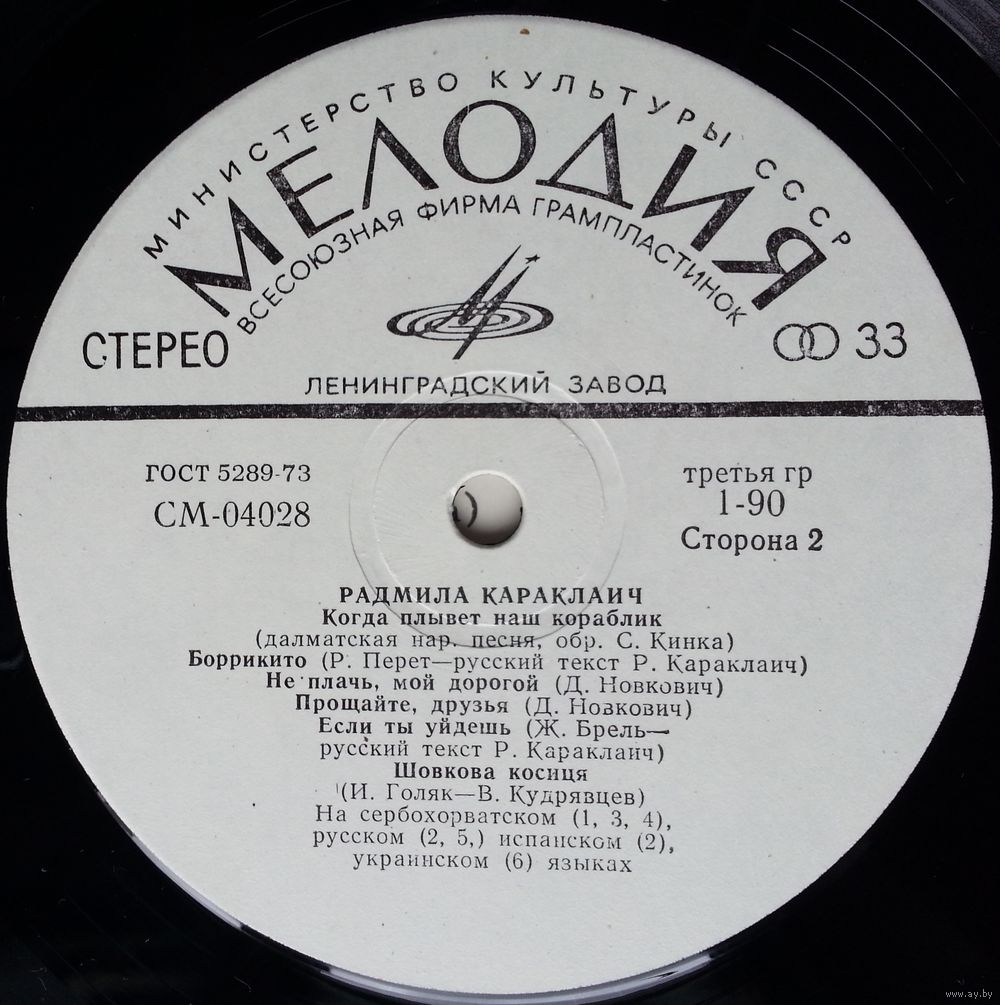 МИНИСТЕРСТВО КУЛЬТУРЫ СССР
МЕЛОДИЯ
ВСЕСОЮЗНАЯ ФИРМА ГРАМПЛАСТИНОК
СТЕРЕО
33
ЛЕНИНГРАДСКИЙ ЗАВОД
ГОСТ 5289-73
СМ-04028
третья гр
1-90
Сторона 2
РАДМИЛА КАРАКЛАИЧ
Когда плывет наш кораблик
(далматская нар. песня, обр. С. Кинка)
Боррикито (Р. Перет—русский текст Р. Караклаич)
Не плачь, мой дорогой (Д. Новкович)
Прощайте, друзья (Д. Новкович)
Если ты уйдешь (Ж. Брель—
русский текст Р. Караклаич)
Шовкова косиця
(И. Голяк—В. Кудрявцев)
На сербохорватском (1, 3, 4),
русском (2, 5,) испанском (2),
украинском (6) языках
www.ay.by